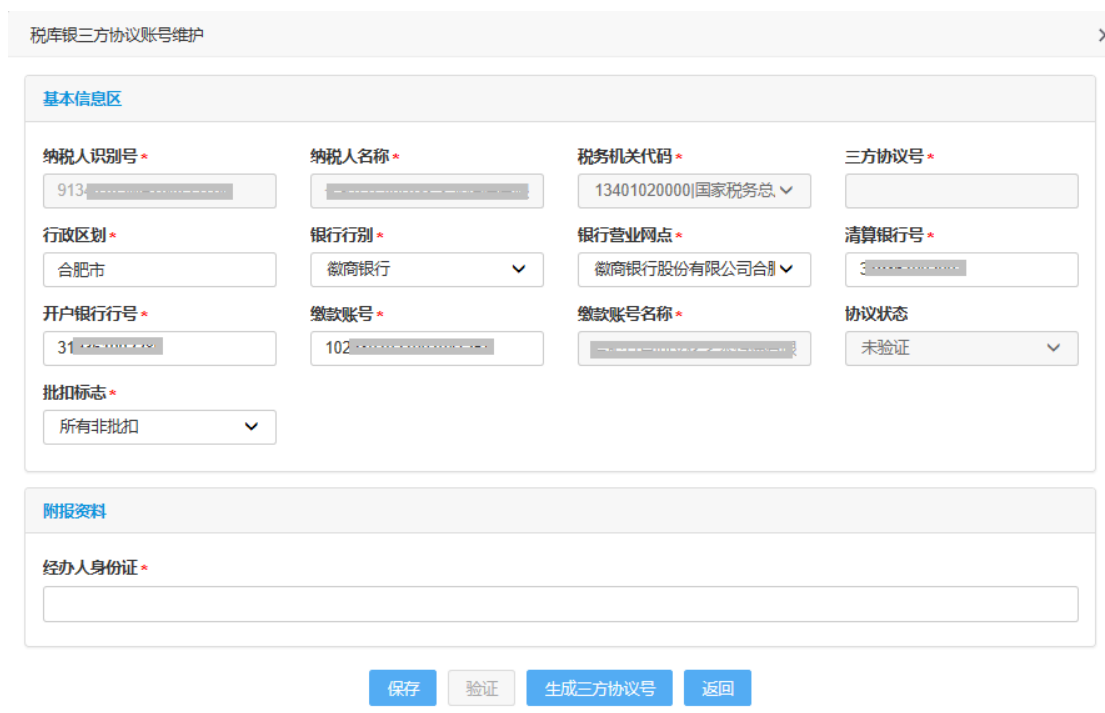 税库银三方协议账号维护
基本信息区
纳税人识别号* 纳税人名称* 税务机关代码* 三方协议号*
913 13401020000|国家税务总
行政区划* 银行行别* 银行营业网点* 清算银行号*
合肥市 徽商银行 徽商银行股份有限公司合肥 3
开户银行行号* 缴款账号* 缴款账号名称* 协议状态
31 102 未验证
批扣标志*
所有非批扣
附报资料
经办人身份证*
保存 验证 生成三方协议号 返回